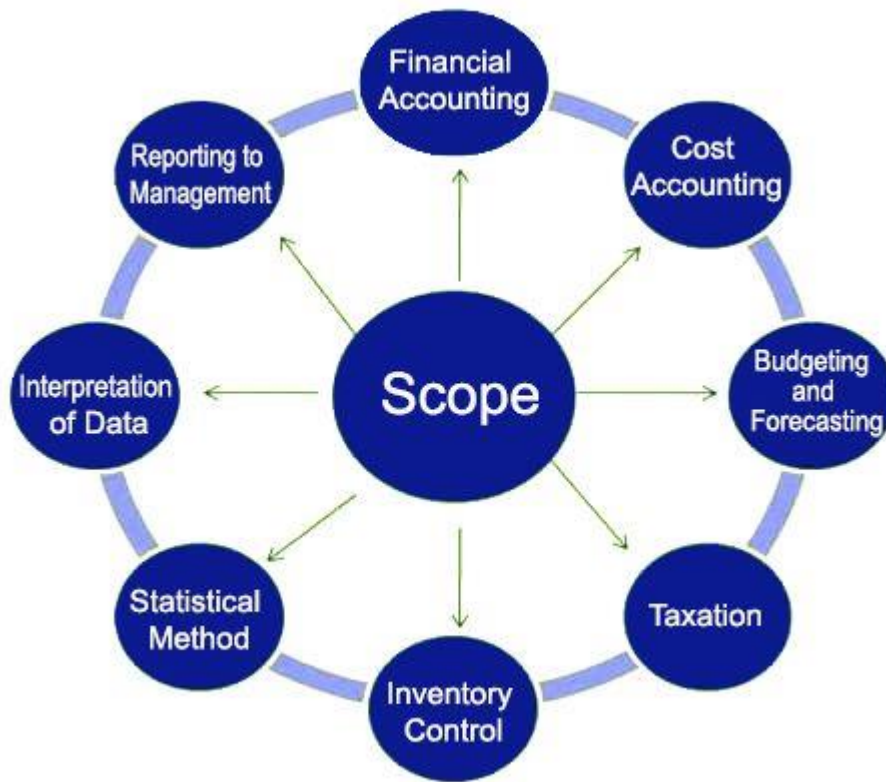 Financial
Accounting
Cost
Accounting
Budgeting
and
Forecasting
Taxation
Inventory
Control
Statistical
Method
Interpretation
of Data
Reporting to
Management
Scope